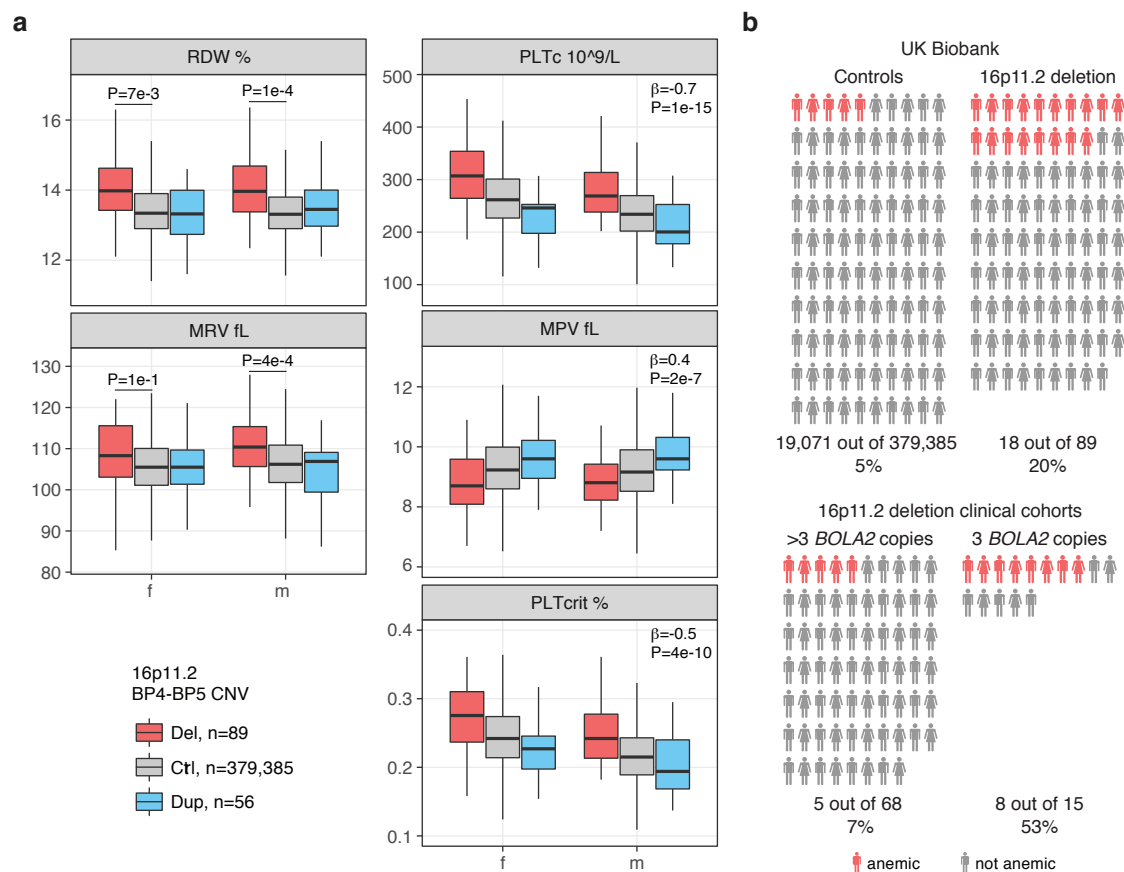 a
RDW %
P=7e-3
P=1e-4
16
14
12
PLTc 10^9/L
β=-0.7
P=1e-15
500
400
300
200
100
MRV fL
P=1e-1
P=4e-4
130
120
110
100
90
80
f
m
MPV fL
β=0.4
P=2e-7
12
10
8
6
PLTcrit %
β=-0.5
P=4e-10
0.4
0.3
0.2
0.1
f
m
16p11.2
BP4-BP5 CNV
Del, n=89
Ctrl, n=379,385
Dup, n=56
b
UK Biobank
Controls
16p11.2 deletion
19,071 out of 379,385
5%
18 out of 89
20%
16p11.2 deletion clinical cohorts
>3 BOLA2 copies
3 BOLA2 copies
5 out of 68
7%
8 out of 15
53%
anemic
not anemic